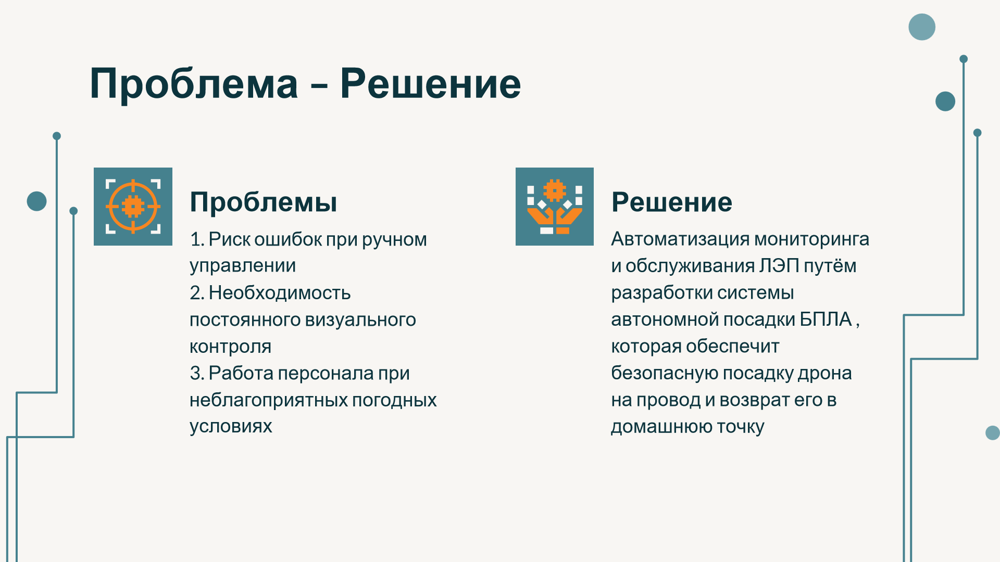 Проблема – Решение
Проблемы
1. Риск ошибок при ручном
управлении
2. Необходимость
постоянного визуального
контроля
3. Работа персонала при
неблагоприятных погодных
условиях
Решение
Автоматизация мониторинга
и обслуживания ЛЭП путём
разработки системы
автономной посадки БПЛА ,
которая обеспечит
безопасную посадку дрона
на провод и возврат его в
домашнюю точку